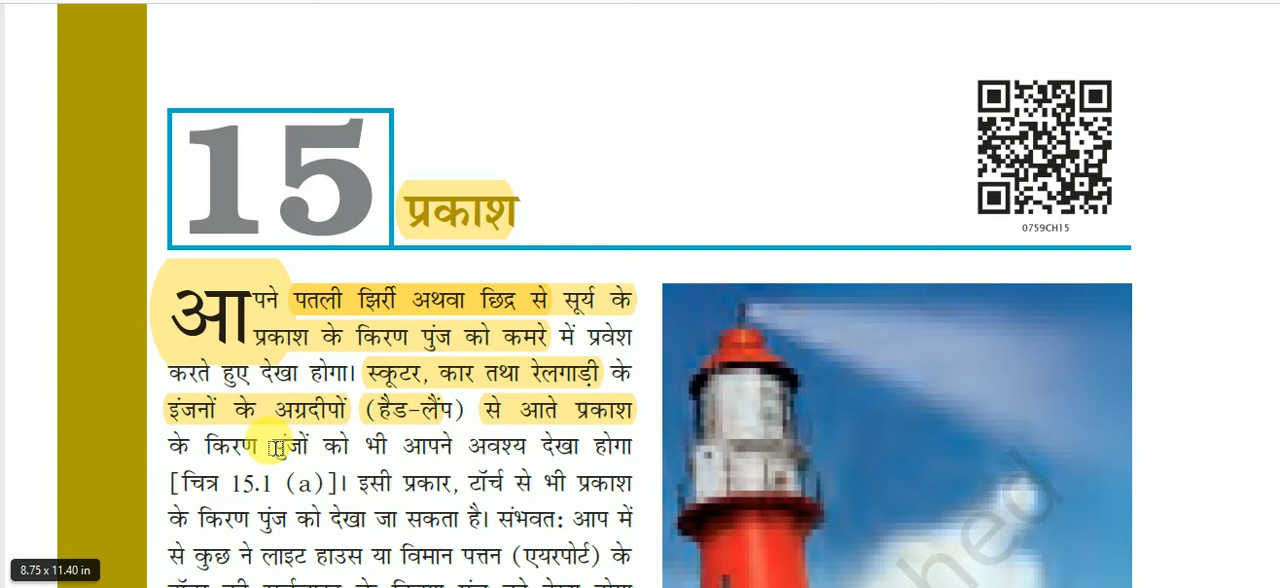 15
प्रकाश
0759CH15
आपने पतली झिर्री अथवा छिद्र से सूर्य के
प्रकाश के किरण पुंज को कमरे में प्रवेश
करते हुए देखा होगा। स्कूटर, कार तथा रेलगाड़ी के
इंजनों के अग्रदीपों (हैड-लैंप) से आते प्रकाश
के किरण पुंजों को भी आपने अवश्य देखा होगा
[चित्र 15.1 (a)]। इसी प्रकार, टॉर्च से भी प्रकाश
के किरण पुंज को देखा जा सकता है। संभवत: आप में
से कुछ ने लाइट हाउस या विमान पत्तन (एयरपोर्ट) के
hed
8.75 x 11.40 in